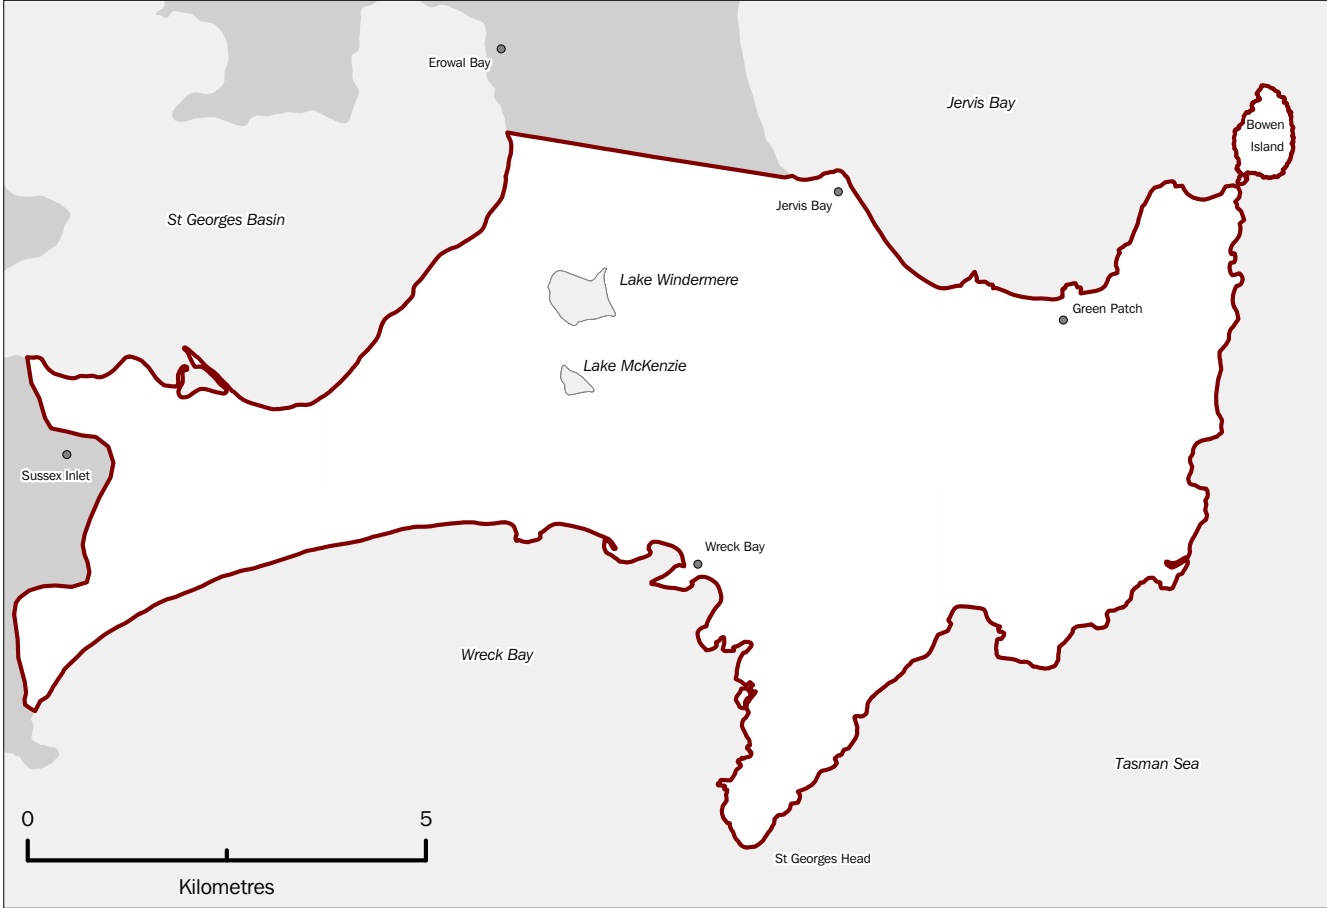 Erowal Bay
Jervis Bay
Bowen
Island
Jervis Bay
St Georges Basin
Lake Windermere
Green Patch
Lake McKenzie
Sussex Inlet
Wreck Bay
Wreck Bay
Tasman Sea
0 5
Kilometres
St Georges Head